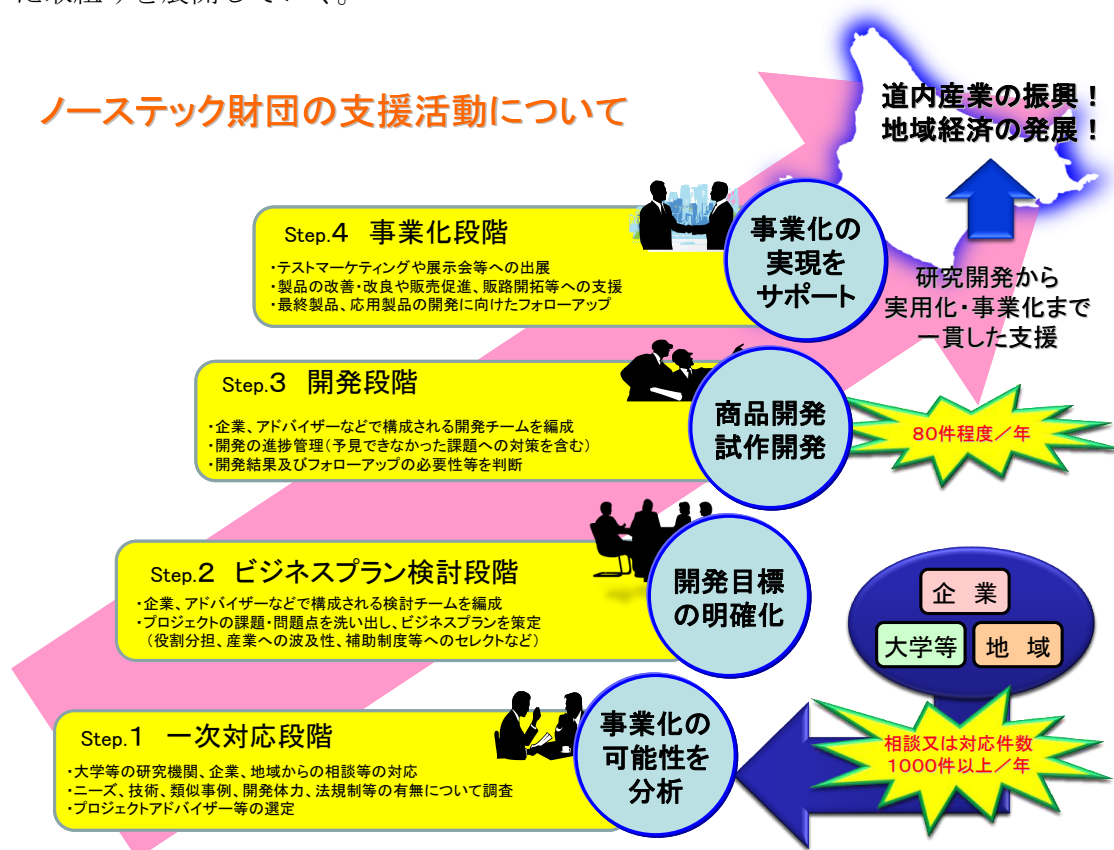 ノーステック財団の支援活動について
道内産業の振興！
地域経済の発展！
Step.4 事業化段階
・テストマーケティングや展示会等への出展
・製品の改善・改良や販売促進、販路開拓等への支援
・最終製品、応用製品の開発に向けたフォローアップ
事業化の
実現を
サポート
研究開発から
実用化・事業化まで
一貫した支援
Step.3 開発段階
・企業、アドバイザーなどで構成される開発チームを編成
・開発の進捗管理(予見できなかった課題への対策を含む)
・開発結果及びフォローアップの必要性等を判断
商品開発
試作開発
80件程度／年
Step.2 ビジネスプラン検討段階
・企業、アドバイザーなどで構成される検討チームを編成
・プロジェクトの課題・問題点を洗い出し、ビジネスプランを策定
（役割分担、産業への波及性、補助制度等へのセレクトなど）
開発目標
の明確化
企 業
大学等
地 域
Step.1 一次対応段階
・大学等の研究機関、企業、地域からの相談等の対応
・ニーズ、技術、類似事例、開発体力、法規制等の有無について調査
・プロジェクトアドバイザー等の選定
事業化の
可能性を
分析
相談又は対応件数
1000件以上／年